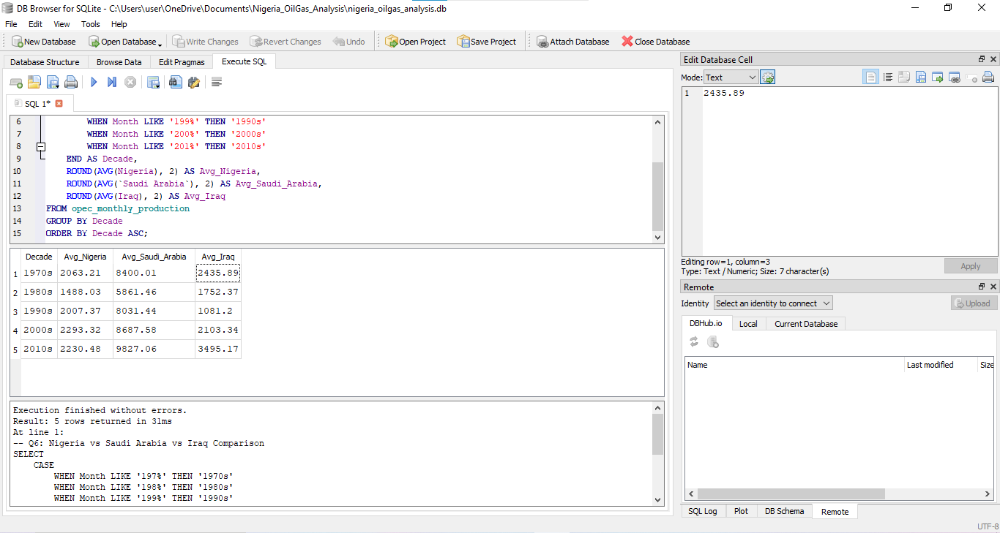 DB Browser for SQLite - C:\Users\user\OneDrive\Documents\Nigeria_OilGas_Analysis\nigeria_oilgas_analysis.db
File Edit View Tools Help
New Database Open Database Write Changes Revert Changes Undo Open Project Save Project Attach Database Close Database
Database Structure Browse Data Edit Pragmas Execute SQL
SQL 1*
6 WHEN Month LIKE '199%' THEN '1990s'
7 WHEN Month LIKE '200%' THEN '2000s'
8 WHEN Month LIKE '201%' THEN '2010s'
9 END AS Decade,
10 ROUND(AVG(Nigeria), 2) AS Avg_Nigeria,
11 ROUND(AVG(`Saudi Arabia`), 2) AS Avg_Saudi_Arabia,
12 ROUND(AVG(Iraq), 2) AS Avg_Iraq
13 FROM opec_monthly_production
14 GROUP BY Decade
15 ORDER BY Decade ASC;
Decade Avg_Nigeria Avg_Saudi_Arabia Avg_Iraq
1 1970s 2063.21 8400.01 2435.89
2 1980s 1488.03 5861.46 1752.37
3 1990s 2007.37 8031.44 1081.2
4 2000s 2293.32 8687.58 2103.34
5 2010s 2230.48 9827.06 3495.17
Execution finished without errors.
Result: 5 rows returned in 31ms
At line 1:
-- Q6: Nigeria vs Saudi Arabia vs Iraq Comparison
SELECT
CASE
WHEN Month LIKE '197%' THEN '1970s'
WHEN Month LIKE '198%' THEN '1980s'
WHEN Month LIKE '199%' THEN '1990s'
Edit Database Cell
Mode: Text
1 2435.89
Editing row=1, column=3
Type: Text / Numeric; Size: 7 character(s)
Apply
Remote
Identity Select an identity to connect Upload
DBHub.io Local Current Database
Name Last modified Size
SQL Log Plot DB Schema Remote
UTF-8